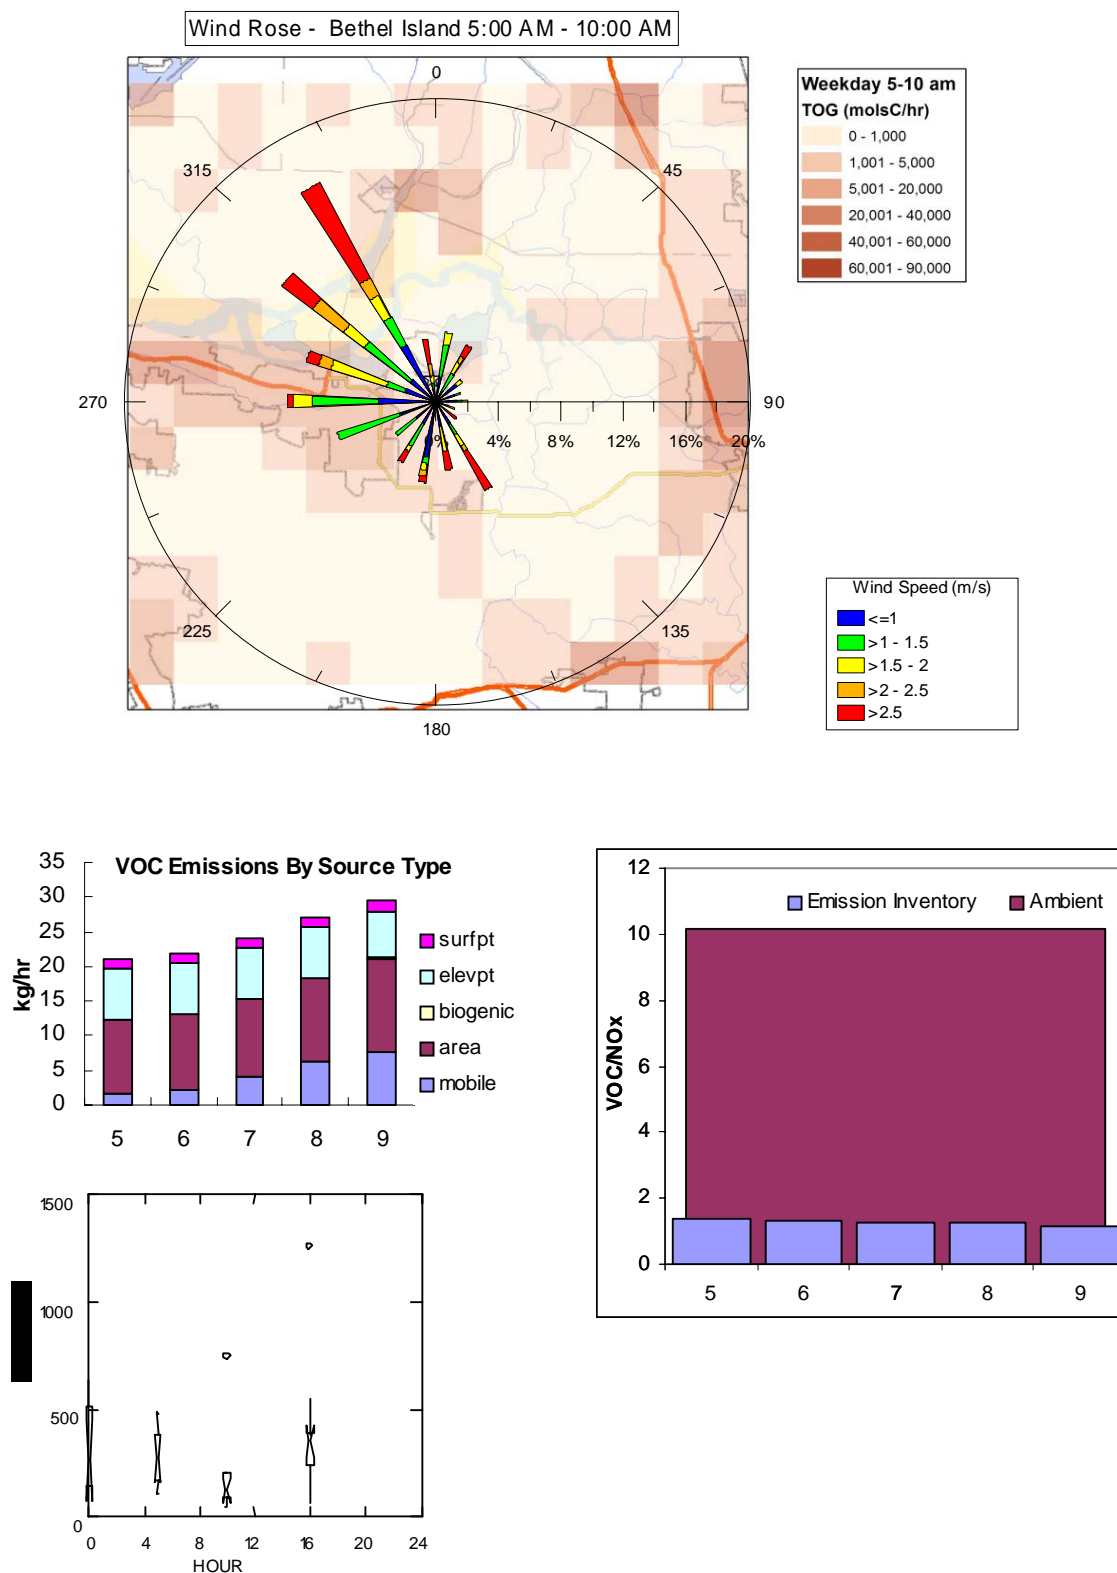 Wind Rose - Bethel Island 5:00 AM - 10:00 AM
0
45
90
135
180
225
270
315
0%
4%
8%
12%
16%
20%
Weekday 5-10 am
TOG (molsC/hr)
0 - 1,000
1,001 - 5,000
5,001 - 20,000
20,001 - 40,000
40,001 - 60,000
60,001 - 90,000
Wind Speed (m/s)
<=1
>1 - 1.5
>1.5 - 2
>2 - 2.5
>2.5
VOC Emissions By Source Type
kg/hr
35
30
25
20
15
10
5
0
5 6 7 8 9
surfpt
elevpt
biogenic
area
mobile
VOC/NOx
12
10
8
6
4
2
0
Emission Inventory
Ambient
5 6 7 8 9
1500
1000
500
0
0 4 8 12 16 20 24
HOUR